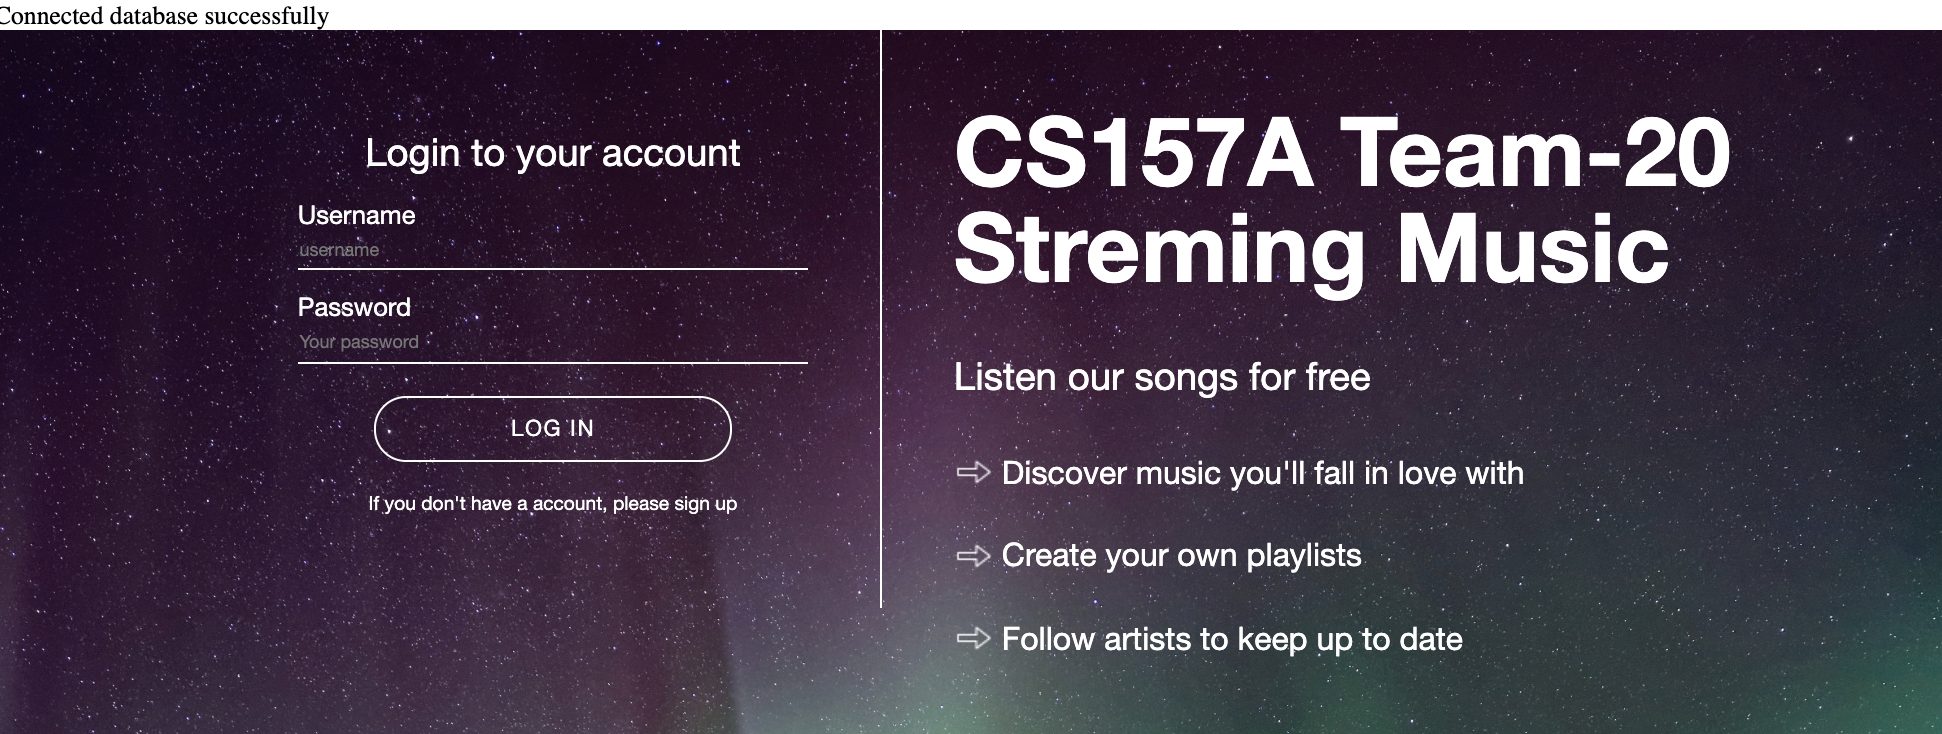 Connected database successfully
Login to your account
Username
username
Password
Your password
LOG IN
If you don't have a account, please sign up
CS157A Team-20
Streming Music
Listen our songs for free
Discover music you'll fall in love with
Create your own playlists
Follow artists to keep up to date